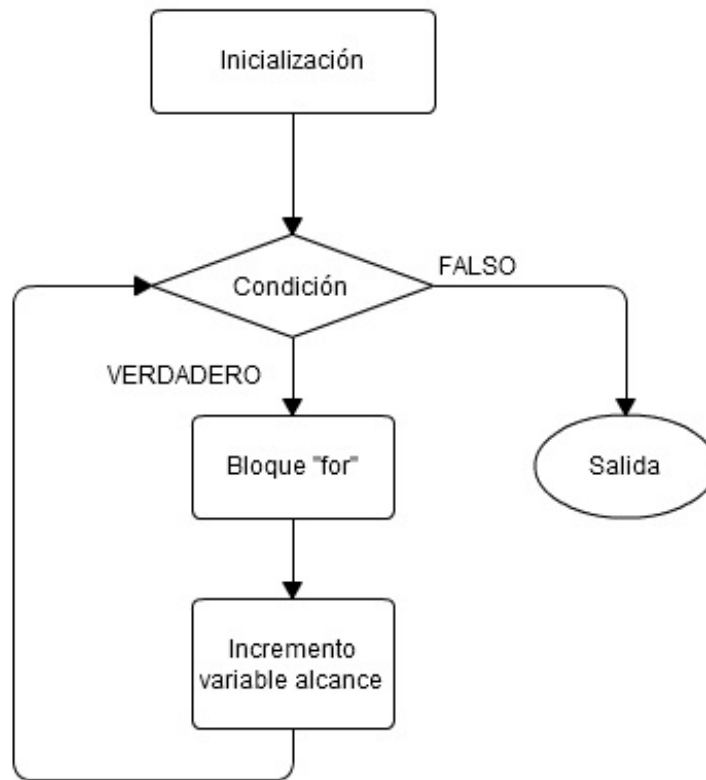 Inicialización
Condición
FALSO
VERDADERO
Bloque "for"
Salida
Incremento
variable alcance